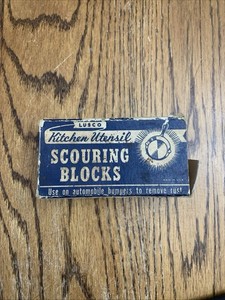 LUSCO
Kitchen Utensil
SCOURING
BLOCKS
Use on automobile bumpers to remove rust